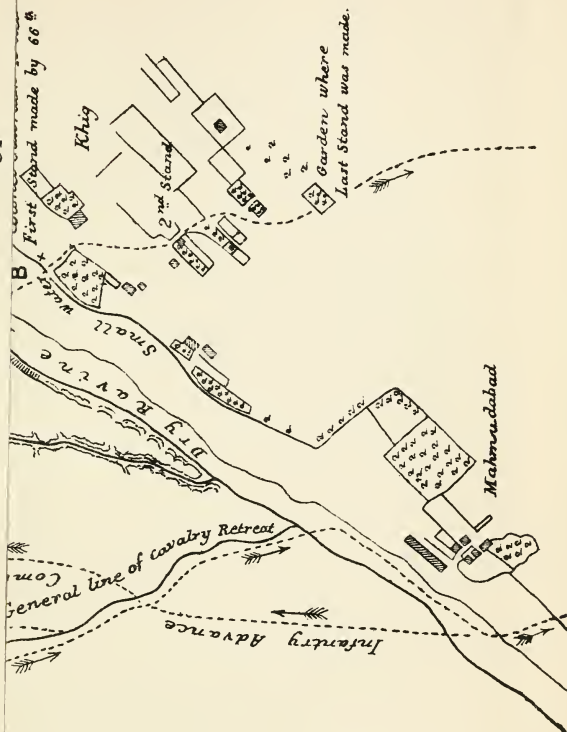 First Stand made by 66th
Khig
2nd Stand
Garden where
Last Stand was made.
B
Small water
Dry Ravine
General line of Cavalry Retreat
Com
Infantry Advance
Mahmudabad